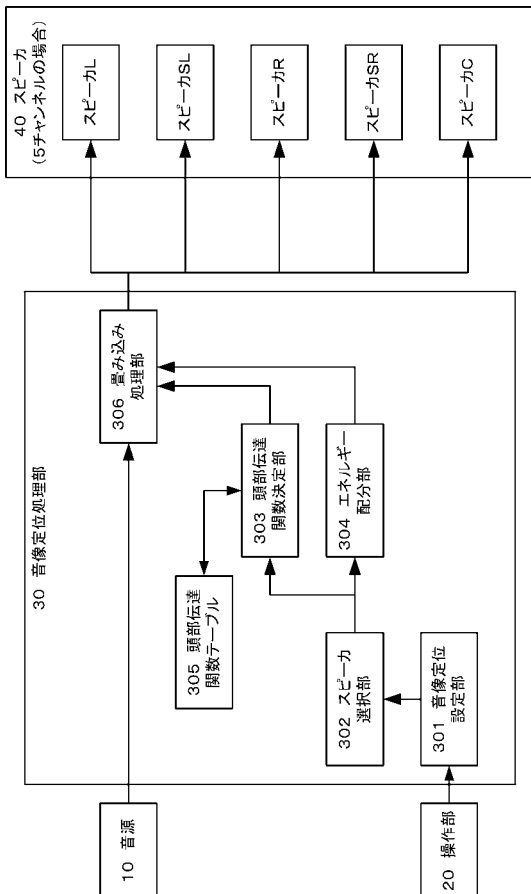 10 音源
20 操作部
30 音像定位処理部
301 音像定位
設定部
302 スピーカ
選択部
305 頭部伝達
関数テーブル
303 頭部伝達
関数決定部
304 エネルギー
配分部
306 畳み込み
処理部
40 スピーカ
(5チャンネルの場合)
スピーカL
スピーカSL
スピーカR
スピーカSR
スピーカC